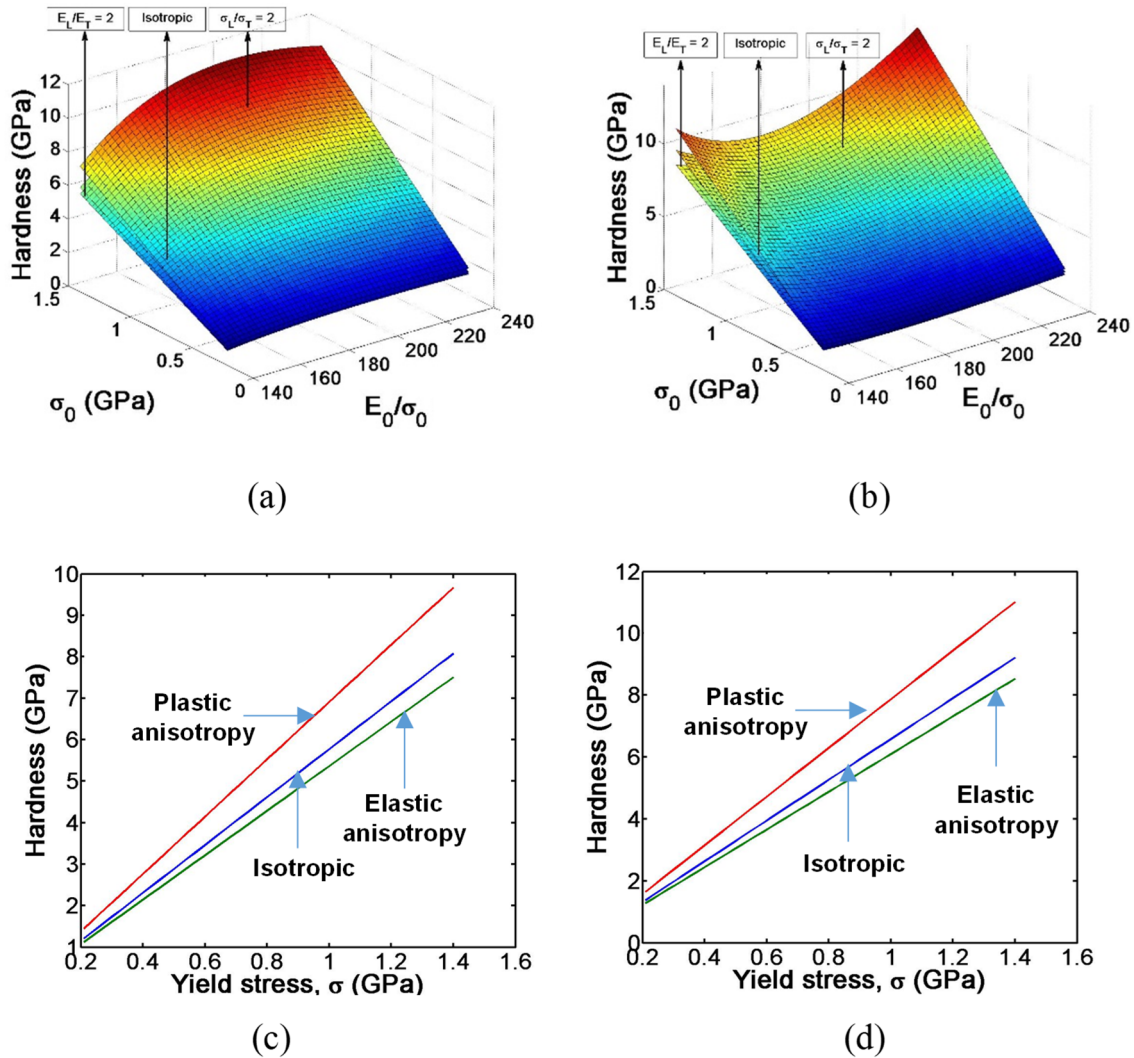 E_L/E_T = 2
Isotropic
σ_L/σ_T = 2
Hardness (GPa)
12
10
8
6
4
2
0
1.5
1
0.5
0
σ_0 (GPa)
140
160
180
200
220
240
E_0/σ_0
(a)
E_L/E_T = 2
Isotropic
σ_L/σ_T = 2
Hardness (GPa)
10
5
0
1.5
1
0.5
0
σ_0 (GPa)
140
160
180
200
220
240
E_0/σ_0
(b)
Hardness (GPa)
10
9
8
7
6
5
4
3
2
1
Plastic
anisotropy
Elastic
anisotropy
Isotropic
0.2 0.4 0.6 0.8 1 1.2 1.4 1.6
Yield stress, σ (GPa)
(c)
Hardness (GPa)
12
10
8
6
4
2
0
Plastic
anisotropy
Elastic
anisotropy
Isotropic
0.2 0.4 0.6 0.8 1 1.2 1.4 1.6
Yield stress, σ (GPa)
(d)